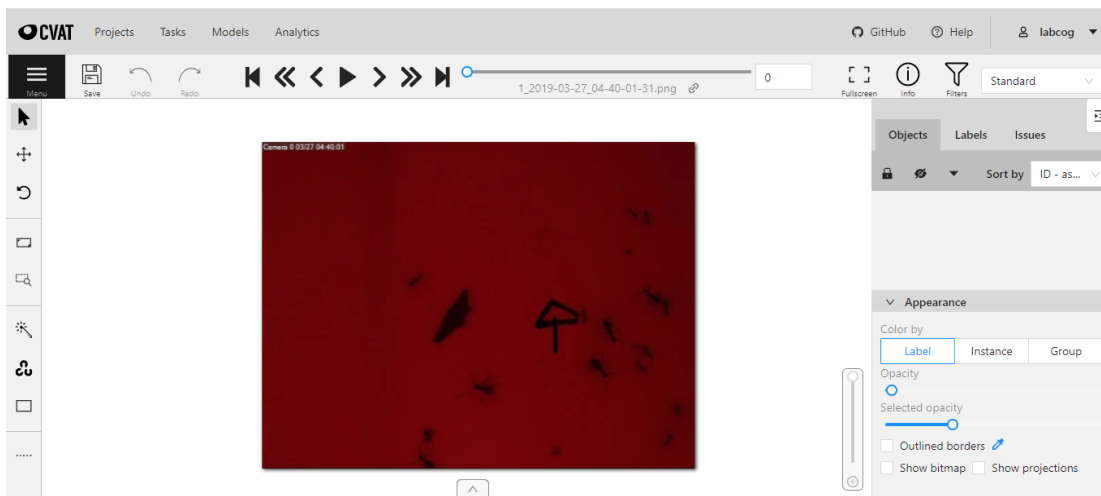 CVAT Projects Tasks Models Analytics GitHub Help labcog
Menu Save Undo Redo 1_2019-03-27_04-40-01-31.png 0 Fullscreen Info Filters Standard
Objects Labels Issues
Sort by ID - as...
Camera 0 03/27 04:40:01
Appearance
Color by
Label Instance Group
Opacity
Selected opacity
Outlined borders
Show bitmap Show projections